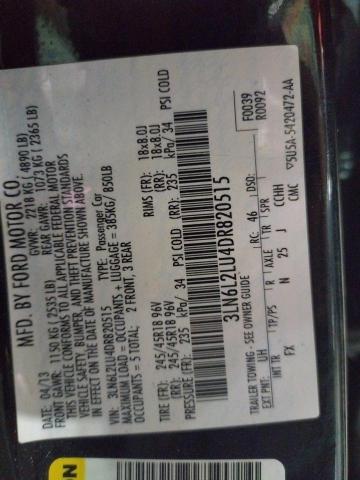 MFD. BY FORD MOTOR CO.
DATE: 04/13 GVWR: 2218 KG ( 4890 LB)
FRONT GAWR: 1150 KG ( 2535 LB) REAR GAWR: 1073 KG ( 2365 LB)
THIS VEHICLE CONFORMS TO ALL APPLICABLE FEDERAL MOTOR
VEHICLE SAFETY, BUMPER, AND THEFT PREVENTION STANDARDS
IN EFFECT ON THE DATE OF MANUFACTURE SHOWN ABOVE.
VIN: 3LN6L2LU4DR820515 TYPE: Passenger Car
MAXIMUM LOAD = OCCUPANTS + LUGGAGE = 385KG/ 850LB
OCCUPANTS = 5 TOTAL; 2 FRONT, 3 REAR
TIRE (FR): 245/45R18 96V RIMS (FR): 18x8.0J
TIRE (RR): 245/45R18 96V (RR): 18x8.0J
PRESSURE (FR): 235 kPa/ 34 PSI COLD (RR): 235 kPa/ 34 PSI COLD
3LN6L2LU4DR820515
F0039
R0092
TRAILER TOWING - SEE OWNER GUIDE
EXT PNT: UH RC: 46 DSO:
INT TR TP/PS R AXLE TR SPR
FX N 25 J CCHH
CMC
5U5A-5420472-AA
ON